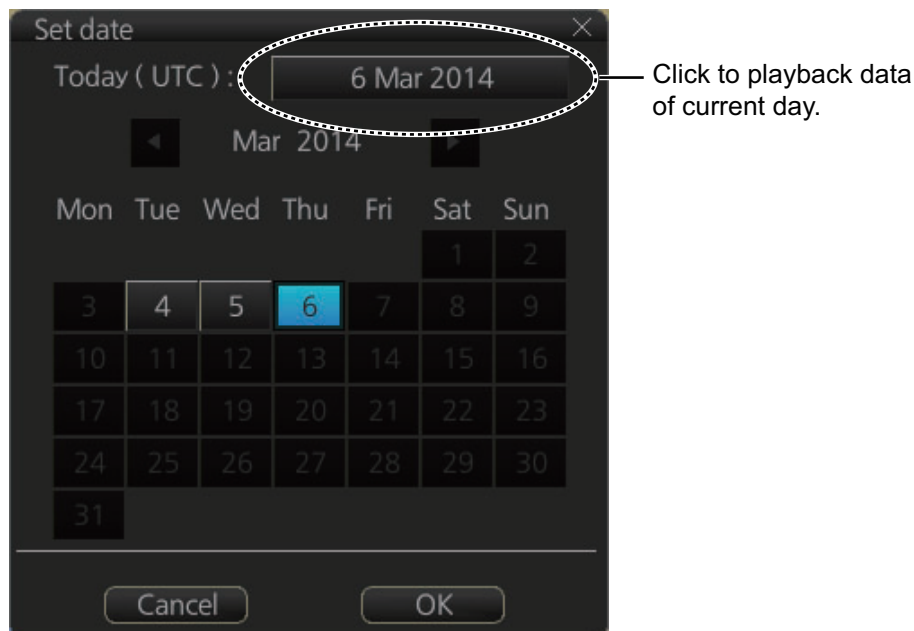 Set date
Today ( UTC ) : 6 Mar 2014
Click to playback data
of current day.
Mar 2014
Mon Tue Wed Thu Fri Sat Sun
1 2
3 4 5 6 7 8 9
10 11 12 13 14 15 16
17 18 19 20 21 22 23
24 25 26 27 28 29 30
31
Cancel OK